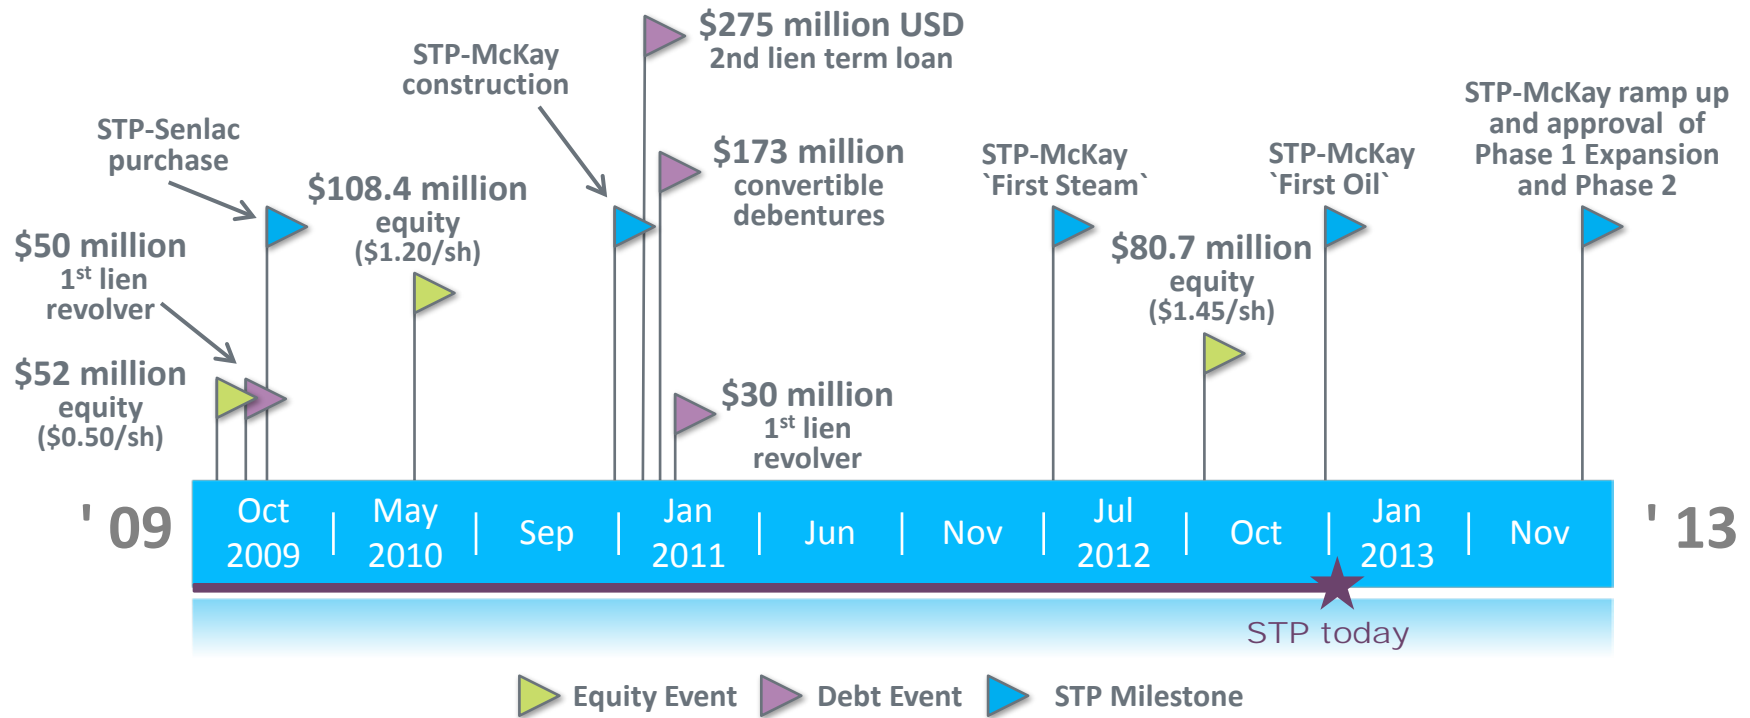 STP-Senlac
purchase
$50 million
1st lien
revolver
$52 million
equity
($0.50/sh)
$108.4 million
equity
($1.20/sh)
STP-McKay
construction
$275 million USD
2nd lien term loan
$173 million
convertible
debentures
$30 million
1st lien
revolver
STP-McKay
`First Steam`
$80.7 million
equity
($1.45/sh)
STP-McKay
`First Oil`
STP-McKay ramp up
and approval of
Phase 1 Expansion
and Phase 2
' 09
Oct
2009
May
2010
Sep
Jan
2011
Jun
Nov
Jul
2012
Oct
Jan
2013
Nov
' 13
STP today
Equity Event
Debt Event
STP Milestone